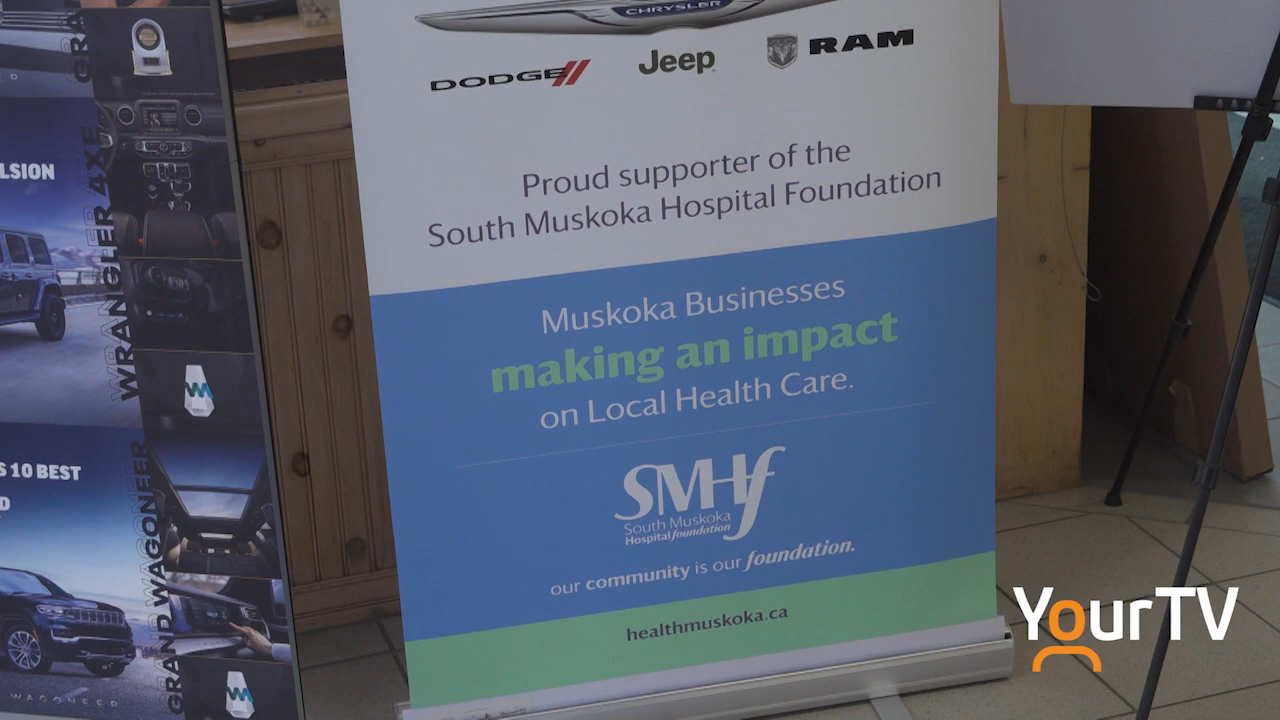 CHRYSLER
DODGE
Jeep
RAM
Proud supporter of the
South Muskoka Hospital Foundation
Muskoka Businesses
making an impact
on Local Health Care.
SMHf
South Muskoka
Hospital foundation
our community is our foundation.
healthmuskoka.ca
LSION
WRANGLER 4XE
S 10 BEST
D
GRAND WAGONEER
WAGONEER
GRA
YourTV